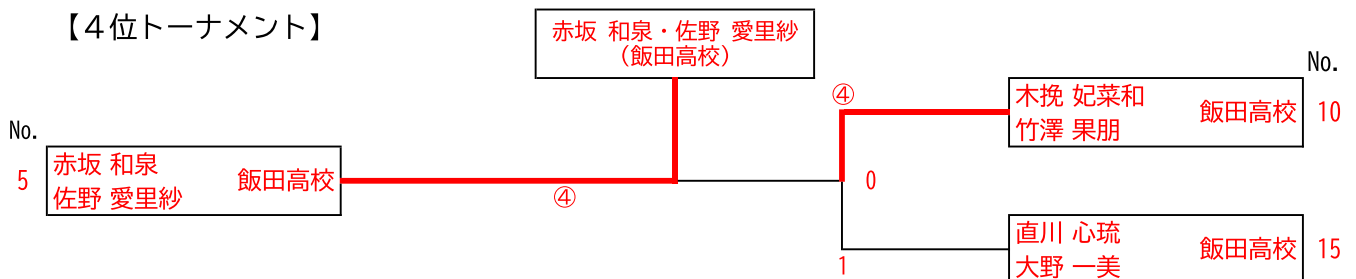 【４位トーナメント】
赤坂 和泉・佐野 愛里紗
（飯田高校）
No.
5
赤坂 和泉
佐野 愛里紗
飯田高校
④
④
0
1
No.
木挽 妃菜和
竹澤 果朋
飯田高校
10
直川 心琉
大野 一美
飯田高校
15